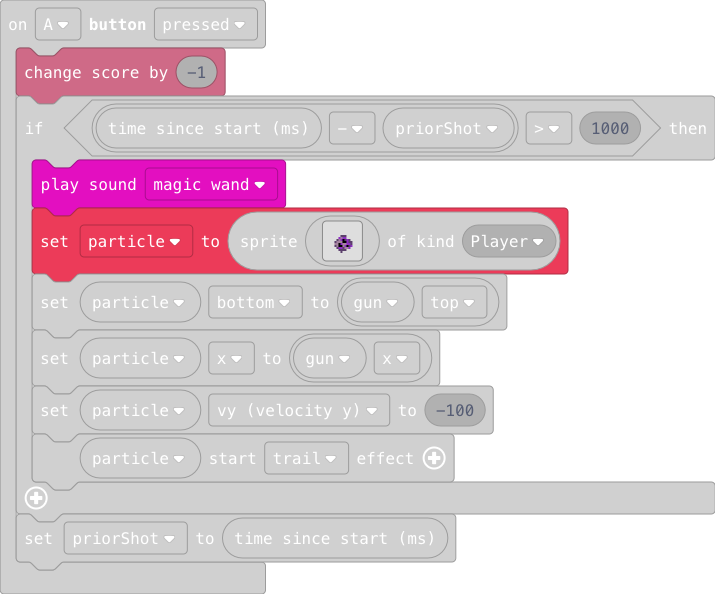 on A button pressed
change score by -1
if time since start (ms) - priorShot > 1000 then
play sound magic wand
set particle to sprite of kind Player
set particle bottom to gun top
set particle x to gun x
set particle vy (velocity y) to -100
particle start trail effect
set priorShot to time since start (ms)